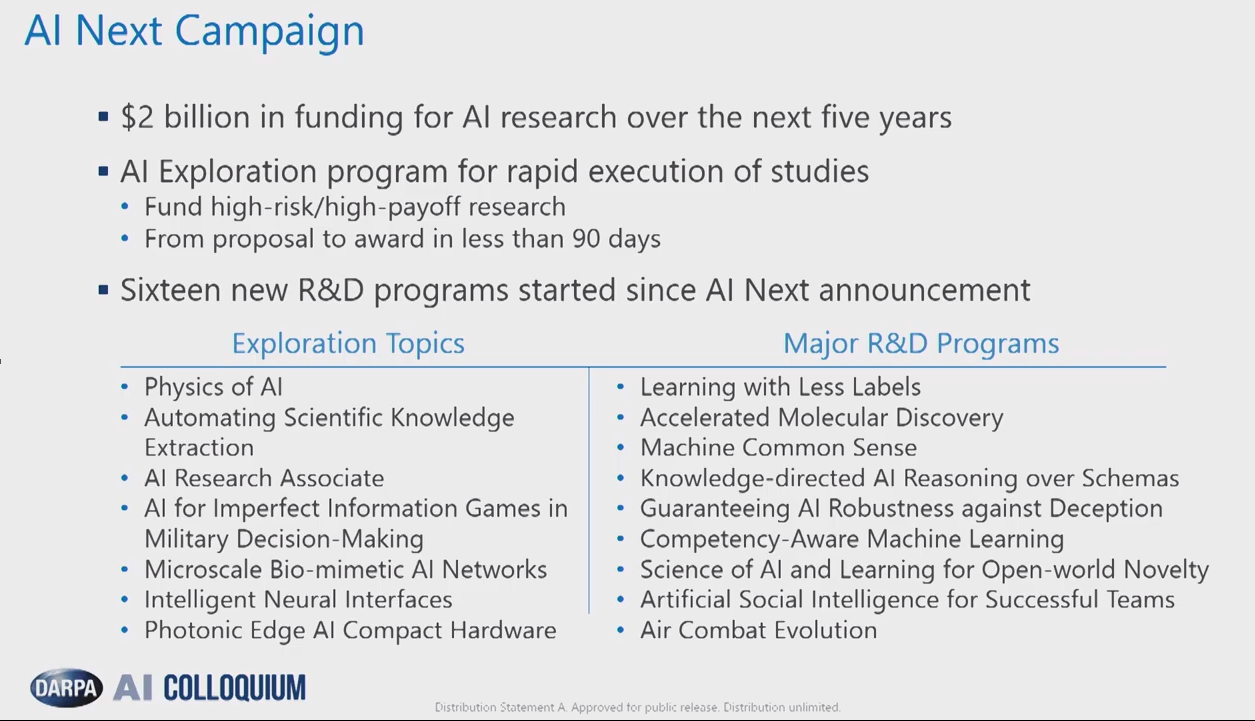 AI Next Campaign
▪ $2 billion in funding for AI research over the next five years
▪ AI Exploration program for rapid execution of studies
• Fund high-risk/high-payoff research
• From proposal to award in less than 90 days
▪ Sixteen new R&D programs started since AI Next announcement
Exploration Topics
• Physics of AI
• Automating Scientific Knowledge
Extraction
• AI Research Associate
• AI for Imperfect Information Games in
Military Decision-Making
• Microscale Bio-mimetic AI Networks
• Intelligent Neural Interfaces
• Photonic Edge AI Compact Hardware
Major R&D Programs
• Learning with Less Labels
• Accelerated Molecular Discovery
• Machine Common Sense
• Knowledge-directed AI Reasoning over Schemas
• Guaranteeing AI Robustness against Deception
• Competency-Aware Machine Learning
• Science of AI and Learning for Open-world Novelty
• Artificial Social Intelligence for Successful Teams
• Air Combat Evolution
DARPA AI COLLOQUIUM
Distribution Statement A. Approved for public release. Distribution unlimited.